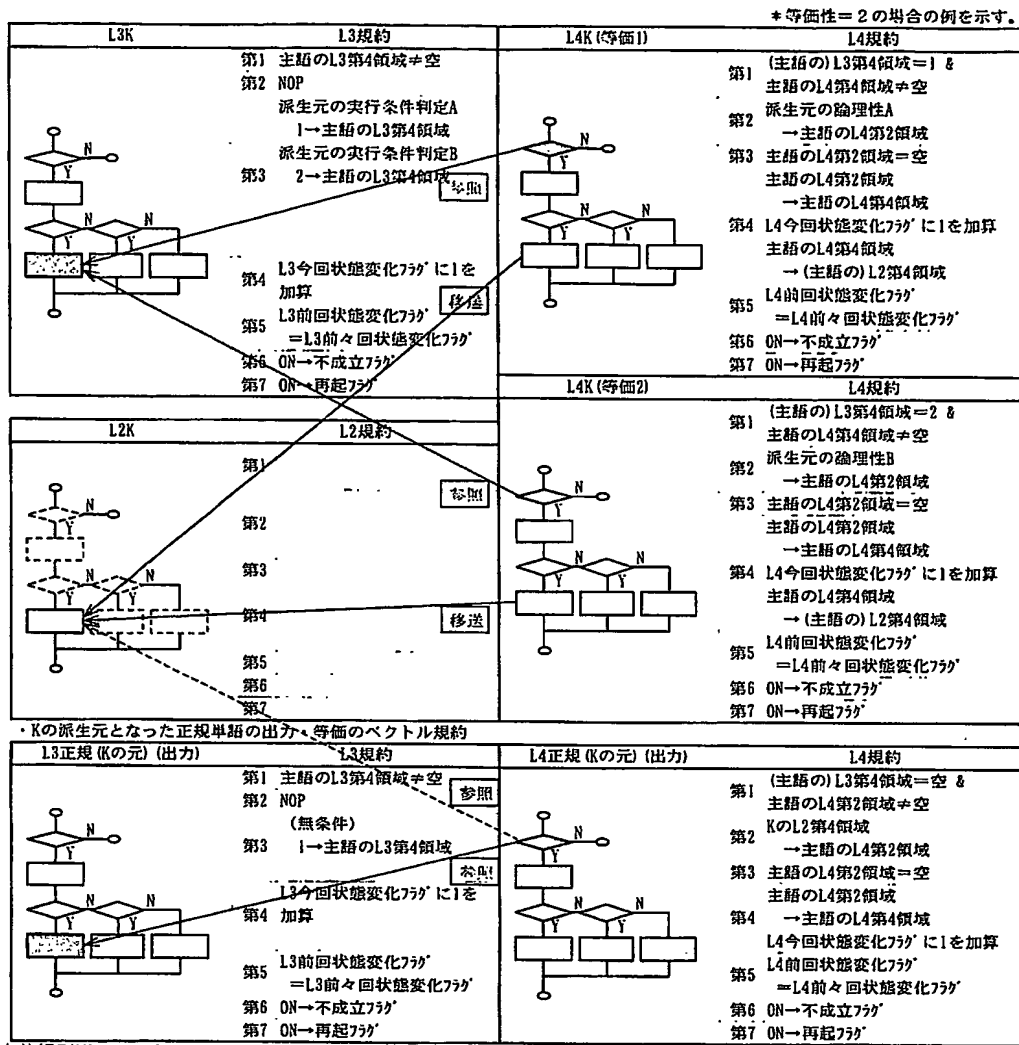 *等価性＝2の場合の例を示す。
L3K L3規約
第1 主語のL3第4領域≠空
第2 NOP
派生元の実行条件判定A
1→主語のL3第4領域
派生元の実行条件判定B
第3 2→主語のL3第4領域
参照
第4 L3今回状態変化フラグに1を
加算
移送
第5 L3前回状態変化フラグ
＝L3前々回状態変化フラグ
第6 ON→不成立フラグ
第7 ON→再起フラグ
N
Y
N N
Y Y
L4K(等価1) L4規約
第1 (主語の)L3第4領域＝1 &
主語のL4第4領域≠空
第2 派生元の論理性A
→主語のL4第2領域
第3 主語のL4第2領域＝空
主語のL4第2領域
→主語のL4第4領域
第4 L4今回状態変化フラグに1を加算
主語のL4第4領域
→(主語の)L2第4領域
第5 L4前回状態変化フラグ
＝L4前々回状態変化フラグ
第6 ON→不成立フラグ
第7 ON→再起フラグ
N
Y
N N
Y Y
L2K L2規約
第1
参照
第2
第3
第4
移送
第5
第6
第7
N
Y
N N
Y Y
L4K(等価2) L4規約
第1 (主語の)L3第4領域＝2 &
主語のL4第4領域≠空
第2 派生元の論理性B
→主語のL4第2領域
第3 主語のL4第2領域＝空
主語のL4第2領域
→主語のL4第4領域
第4 L4今回状態変化フラグに1を加算
主語のL4第4領域
→(主語の)L2第4領域
第5 L4前回状態変化フラグ
＝L4前々回状態変化フラグ
第6 ON→不成立フラグ
第7 ON→再起フラグ
N
Y
N N
Y Y
・Kの派生元となった正規単語の出力・等価のベクトル規約
L3正規(Kの元)(出力) L3規約
第1 主語のL3第4領域≠空
参照
第2 NOP
(無条件)
第3 1→主語のL3第4領域
参照
L3今回状態変化フラグに1を
第4 加算
第5 L3前回状態変化フラグ
＝L3前々回状態変化フラグ
第6 ON→不成立フラグ
第7 ON→再起フラグ
N
Y
N N
Y Y
L4正規(Kの元)(出力) L4規約
第1 (主語の)L3第4領域＝空 &
主語のL4第2領域≠空
第2 KのL2第4領域
→主語のL4第2領域
第3 主語のL4第2領域＝空
主語のL4第2領域
第4 →主語のL4第4領域
L4今回状態変化フラグに1を加算
第5 L4前回状態変化フラグ
＝L4前々回状態変化フラグ
第6 ON→不成立フラグ
第7 ON→再起フラグ
N
Y
N N
Y Y